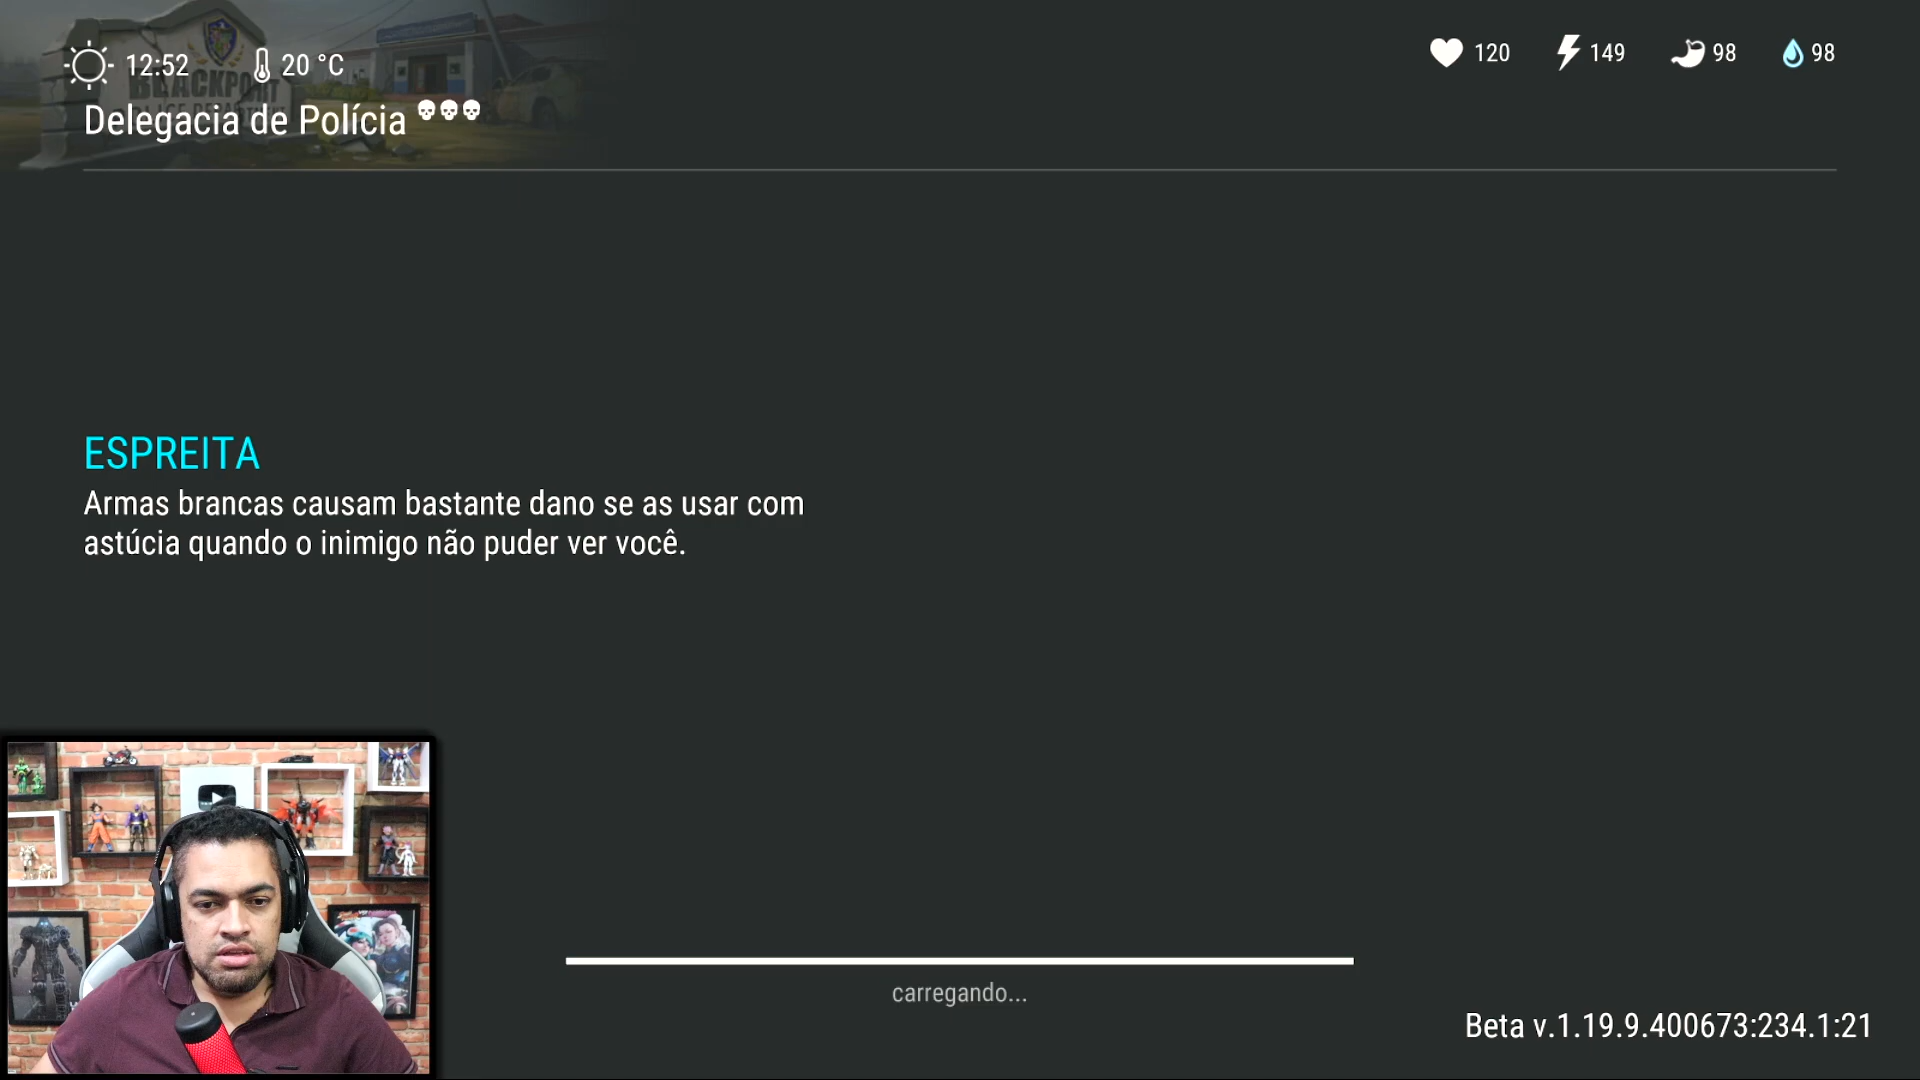 12:52
20 °C
120
149
98
98
BEACKPORT
Delegacia de Polícia
ESPREITA
Armas brancas causam bastante dano se as usar com
astúcia quando o inimigo não puder ver você.
carregando...
Beta v.1.19.9.400673:234.1:21